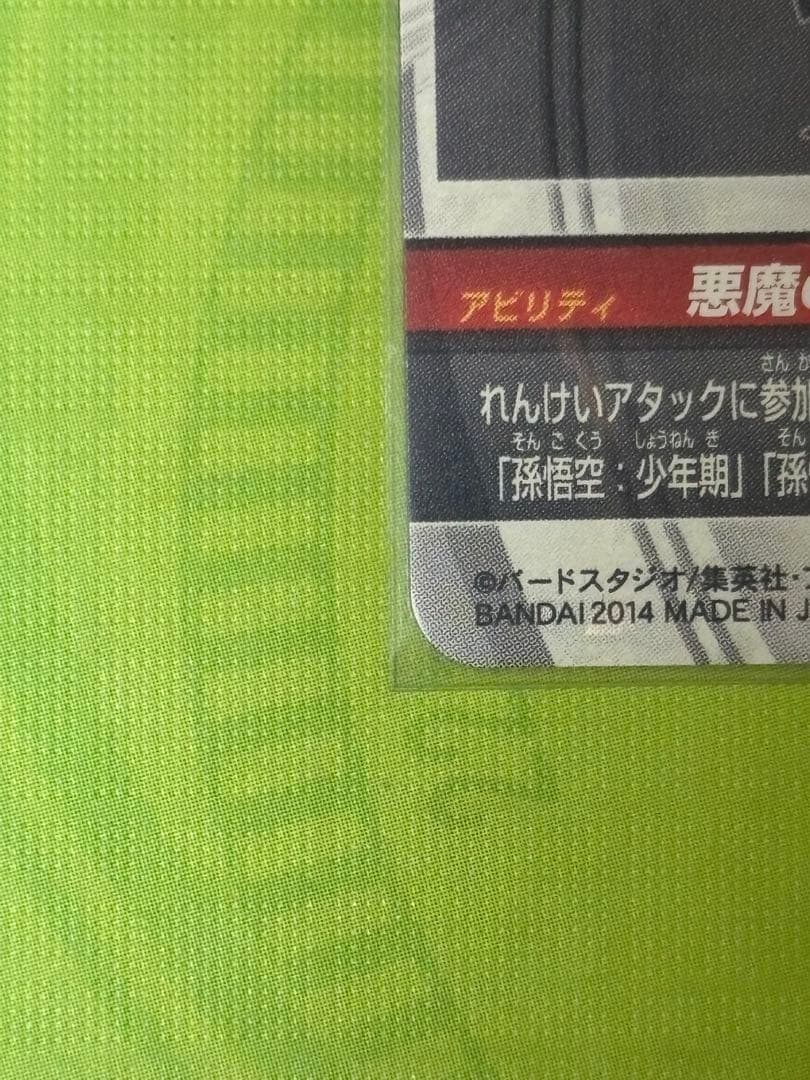 アビリティ 悪魔
さん
れんけいアタックに参加
そん ご くう しょうねん き そん
「孫悟空：少年期」「孫
©バードスタジオ/集英社・
BANDAI 2014 MADE IN J